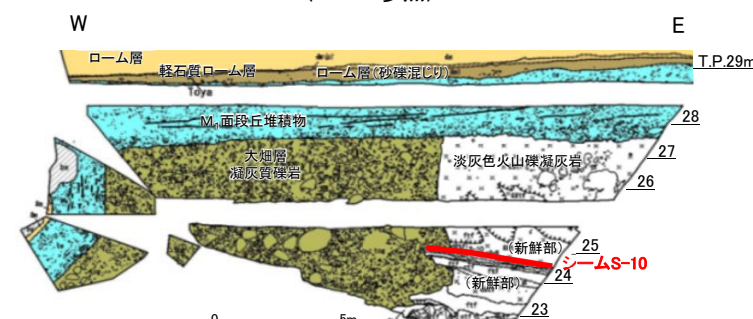 W
E
ローム層
軽石質ローム層
ローム層(砂礫混じり)
T.P.29m
Toya
M₁面段丘堆積物
28
大畑層
凝灰質礫岩
淡灰色火山礫凝灰岩
27
26
(新鮮部)
25
シームS-10
(新鮮部)
24
23
0
5m